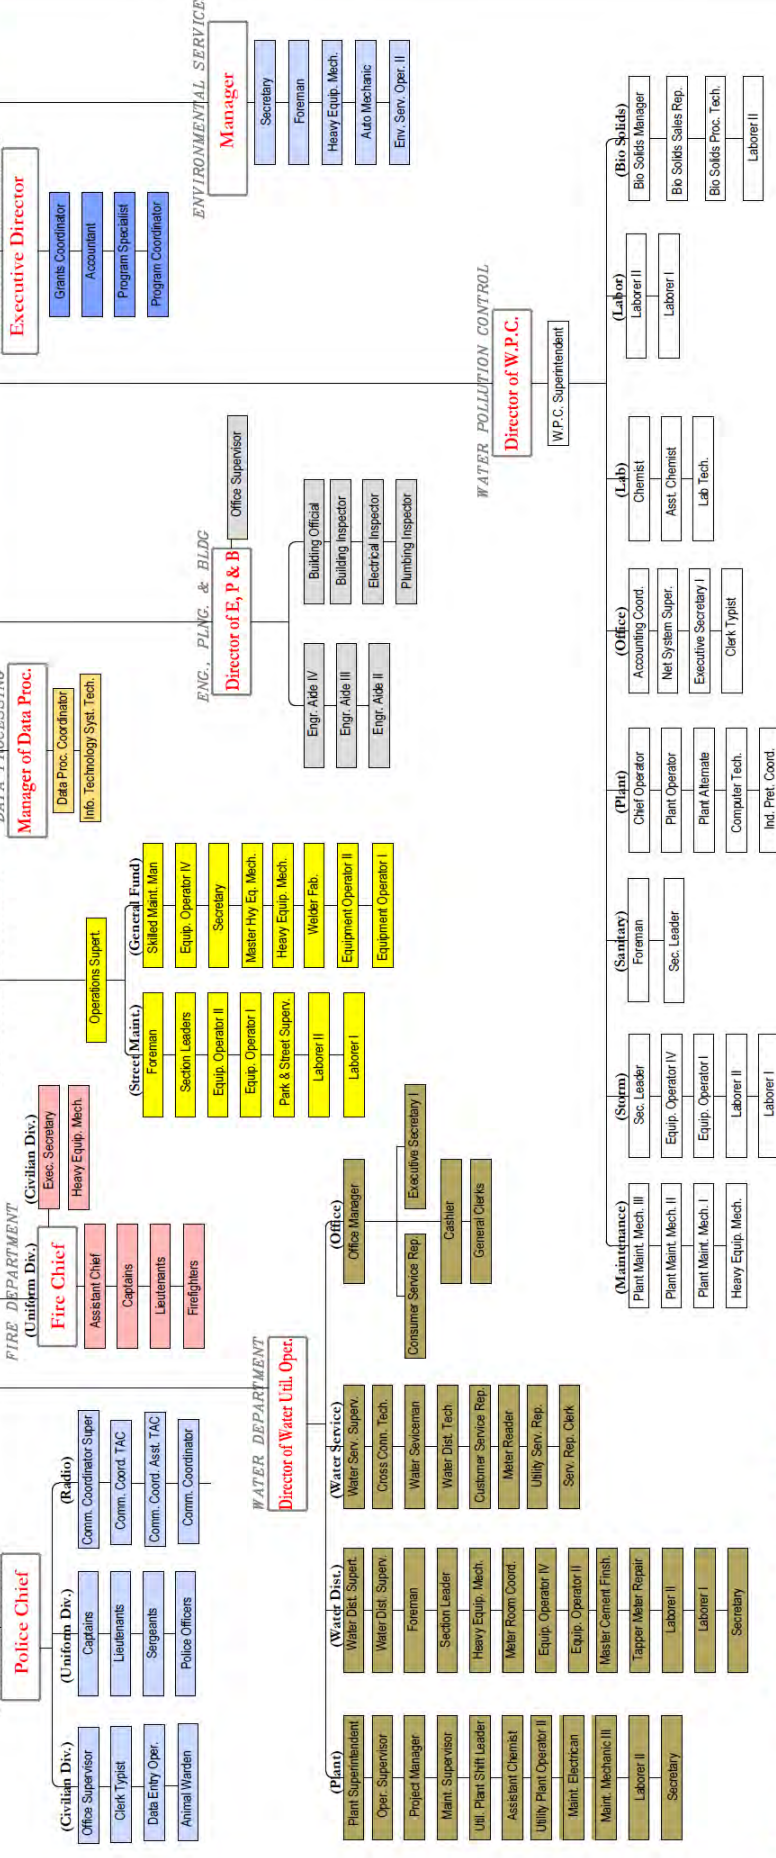 Police Chief
(Civilian Div.)
Office Supervisor
Clerk Typist
Data Entry Oper.
Animal Warden
(Uniform Div.)
Captains
Lieutenants
Sergeants
Police Officers
(Radio)
Comm. Coordinator Super
Comm. Coord. TAC
Comm. Coord. Asst. TAC
Comm. Coordinator
FIRE DEPARTMENT
(Uniform Div.)
Fire Chief
Assistant Chief
Captains
Lieutenants
Firefighters
(Civilian Div.)
Exec. Secretary
Heavy Equip. Mech.
Operations Supert.
(Street Maint.)
Foreman
Section Leaders
Equip. Operator II
Equip. Operator I
Park & Street Superv.
Laborer II
Laborer I
(General Fund)
Skilled Maint. Man
Equip. Operator IV
Secretary
Master Hvy Eq. Mech.
Heavy Equip. Mech.
Welder Fab.
Equipment Operator II
Equipment Operator I
DATA PROCESSING
Manager of Data Proc.
Data Proc. Coordinator
Info. Technology Syst. Tech.
ENG., PLNG. & BLDG
Director of E, P & B
Office Supervisor
Engr. Aide IV
Engr. Aide III
Engr. Aide II
Building Official
Building Inspector
Electrical Inspector
Plumbing Inspector
Executive Director
Grants Coordinator
Accountant
Program Specialist
Program Coordinator
ENVIRONMENTAL SERVICE
Manager
Secretary
Foreman
Heavy Equip. Mech.
Auto Mechanic
Env. Serv. Oper. II
WATER DEPARTMENT
Director of Water Util. Oper.
(Plant)
Plant Superintendent
Oper. Supervisor
Project Manager
Maint. Supervisor
Util. Plant Shift Leader
Assistant Chemist
Utility Plant Operator II
Maint. Electrican
Maint. Mechanic III
Laborer II
Secretary
(Water Dist.)
Water Dist. Supert.
Water Dist. Superv.
Foreman
Section Leader
Heavy Equip. Mech.
Meter Room Coord.
Equip. Operator IV
Equip. Operator II
Master Cement Finsh.
Tapper Meter Repair
Laborer II
Laborer I
Secretary
(Water Service)
Water Serv. Superv.
Cross Conn. Tech.
Water Seviceman
Water Dist. Tech
Customer Service Rep.
Meter Reader
Utility Serv. Rep.
Serv. Rep. Clerk
(Office)
Office Manager
Consumer Service Rep.
Executive Secretary I
Cashier
General Clerks
WATER POLLUTION CONTROL
Director of W.P.C.
W.P.C. Superintendent
(Maintenance)
Plant Maint. Mech. III
Plant Maint. Mech. II
Plant Maint. Mech. I
Heavy Equip. Mech.
(Storm)
Sec. Leader
Equip. Operator IV
Equip. Operator I
Laborer II
Laborer I
(Sanitary)
Foreman
Sec. Leader
(Plant)
Chief Operator
Plant Operator
Plant Alternate
Computer Tech.
Ind. Pret. Coord.
(Office)
Accounting Coord.
Net System Super.
Executive Secretary I
Clerk Typist
(Lab)
Chemist
Asst. Chemist
Lab Tech.
(Labor)
Laborer II
Laborer I
(Bio Solids)
Bio Solids Manager
Bio Solids Sales Rep.
Bio Solids Proc. Tech.
Laborer II